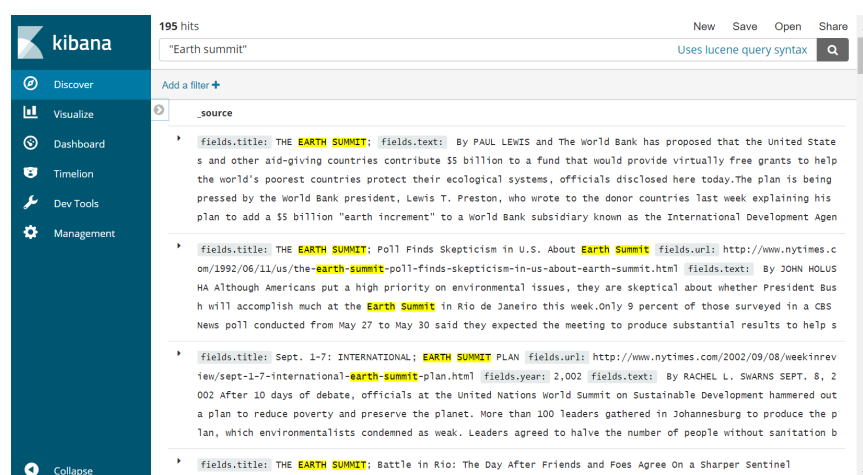 kibana
Discover
Visualize
Dashboard
Timelion
Dev Tools
Management
Collapse
195 hits
New Save Open Share
"Earth summit"
Uses lucene query syntax
Add a filter +
_source
fields.title: THE EARTH SUMMIT; fields.text: By PAUL LEWIS and The World Bank has proposed that the United State
s and other aid-giving countries contribute $5 billion to a fund that would provide virtually free grants to help
the world's poorest countries protect their ecological systems, officials disclosed here today.The plan is being
pressed by the World Bank president, Lewis T. Preston, who wrote to the donor countries last week explaining his
plan to add a $5 billion "earth increment" to a World Bank subsidiary known as the International Development Agen
fields.title: THE EARTH SUMMIT; Poll Finds Skepticism in U.S. About Earth Summit fields.url: http://www.nytimes.c
om/1992/06/11/us/the-earth-summit-poll-finds-skepticism-in-us-about-earth-summit.html fields.text: By JOHN HOLUS
HA Although Americans put a high priority on environmental issues, they are skeptical about whether President Bus
h will accomplish much at the Earth Summit in Rio de Janeiro this week.Only 9 percent of those surveyed in a CBS
News poll conducted from May 27 to May 30 said they expected the meeting to produce substantial results to help s
fields.title: Sept. 1-7: INTERNATIONAL; EARTH SUMMIT PLAN fields.url: http://www.nytimes.com/2002/09/08/weekinrev
iew/sept-1-7-international-earth-summit-plan.html fields.year: 2,002 fields.text: By RACHEL L. SWARNS SEPT. 8, 2
002 After 10 days of debate, officials at the United Nations World Summit on Sustainable Development hammered out
a plan to reduce poverty and preserve the planet. More than 100 leaders gathered in Johannesburg to produce the p
lan, which environmentalists condemned as weak. Leaders agreed to halve the number of people without sanitation b
fields.title: THE EARTH SUMMIT; Battle in Rio: The Day After Friends and Foes Agree On a Sharper Sentinel